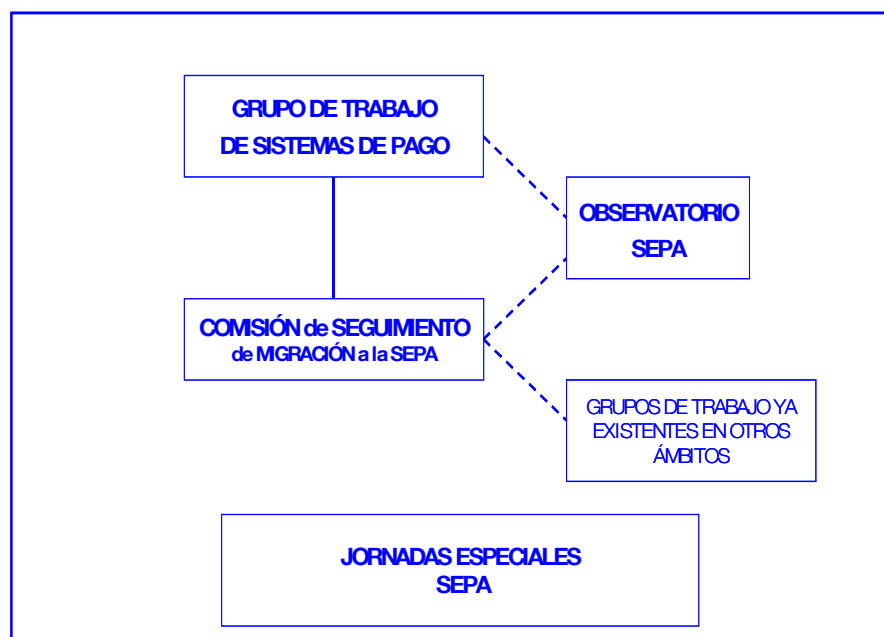 GRUPO DE TRABAJO
DE SISTEMAS DE PAGO
OBSERVATORIO
SEPA
COMISIÓN de SEGUIMIENTO
de MIGRACIÓN a la SEPA
GRUPOS DE TRABAJO YA
EXISTENTES EN OTROS
ÁMBITOS
JORNADAS ESPECIALES
SEPA